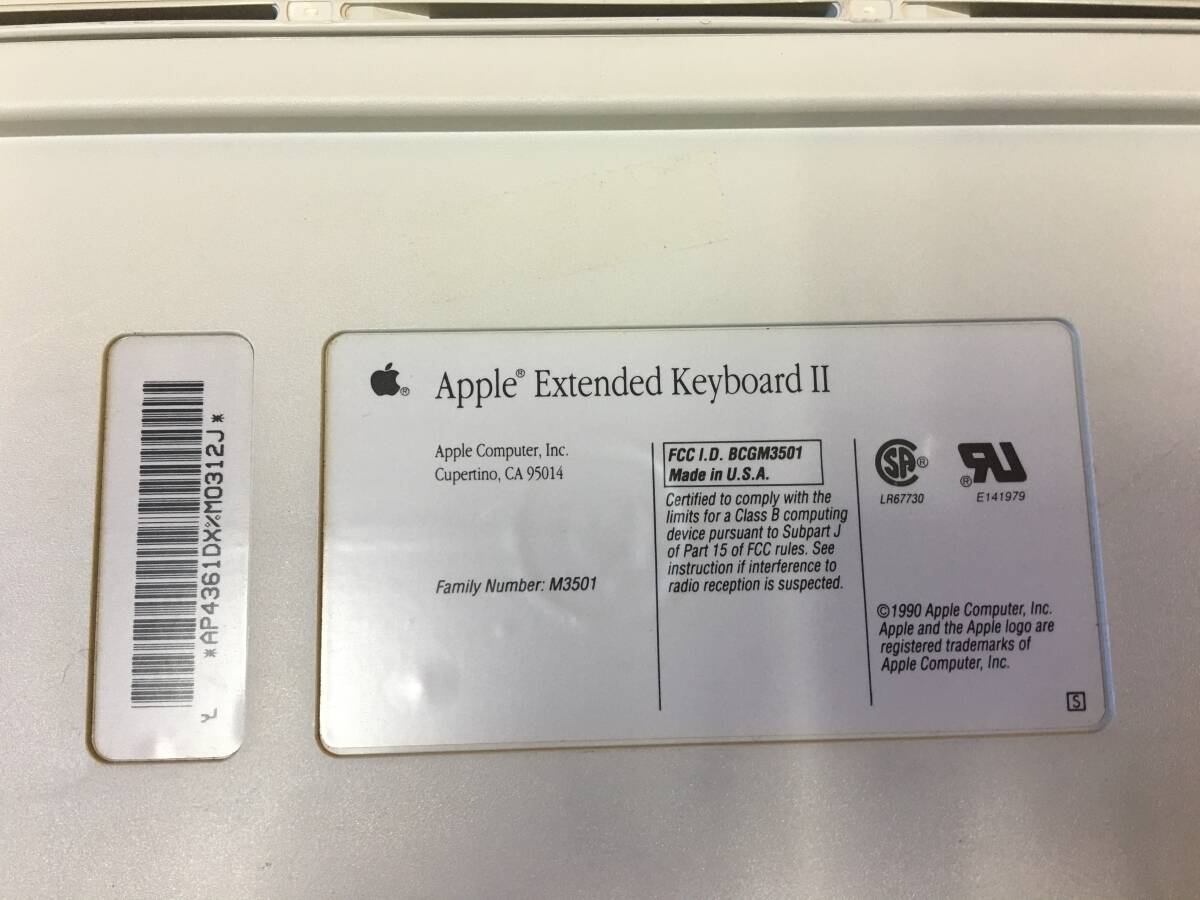 *AP4361DX%M0312J*
Apple® Extended Keyboard II
Apple Computer, Inc.
Cupertino, CA 95014
Family Number: M3501
FCC I.D. BCGM3501
Made in U.S.A.
Certified to comply with the
limits for a Class B computing
device pursuant to Subpart J
of Part 15 of FCC rules. See
instruction if interference to
radio reception is suspected.
LR67730
E141979
©1990 Apple Computer, Inc.
Apple and the Apple logo are
registered trademarks of
Apple Computer, Inc.
S